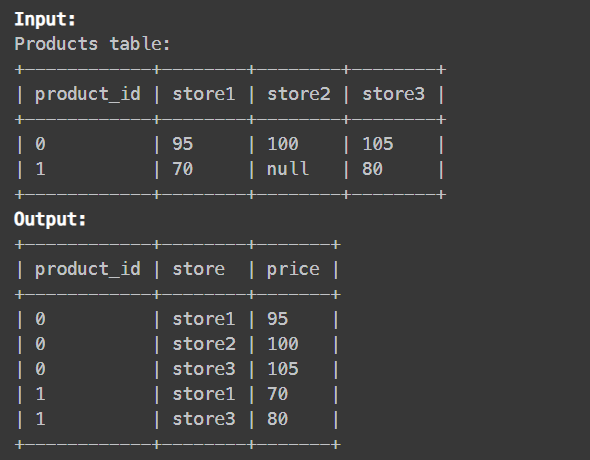 Input:
Products table:
+------------+--------+--------+--------+
| product_id | store1 | store2 | store3 |
+------------+--------+--------+--------+
| 0          | 95     | 100    | 105    |
| 1          | 70     | null   | 80     |
+------------+--------+--------+--------+
Output:
+------------+--------+-------+
| product_id | store  | price |
+------------+--------+-------+
| 0          | store1 | 95    |
| 0          | store2 | 100   |
| 0          | store3 | 105   |
| 1          | store1 | 70    |
| 1          | store3 | 80    |
+------------+--------+-------+